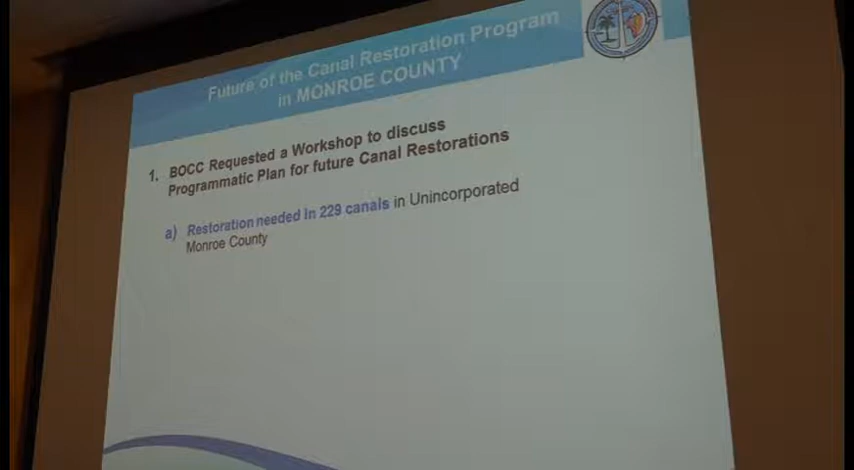 Future of the Canal Restoration Program
in MONROE COUNTY
1. BOCC Requested a Workshop to discuss
Programmatic Plan for future Canal Restorations
a) Restoration needed in 229 canals in Unincorporated
Monroe County